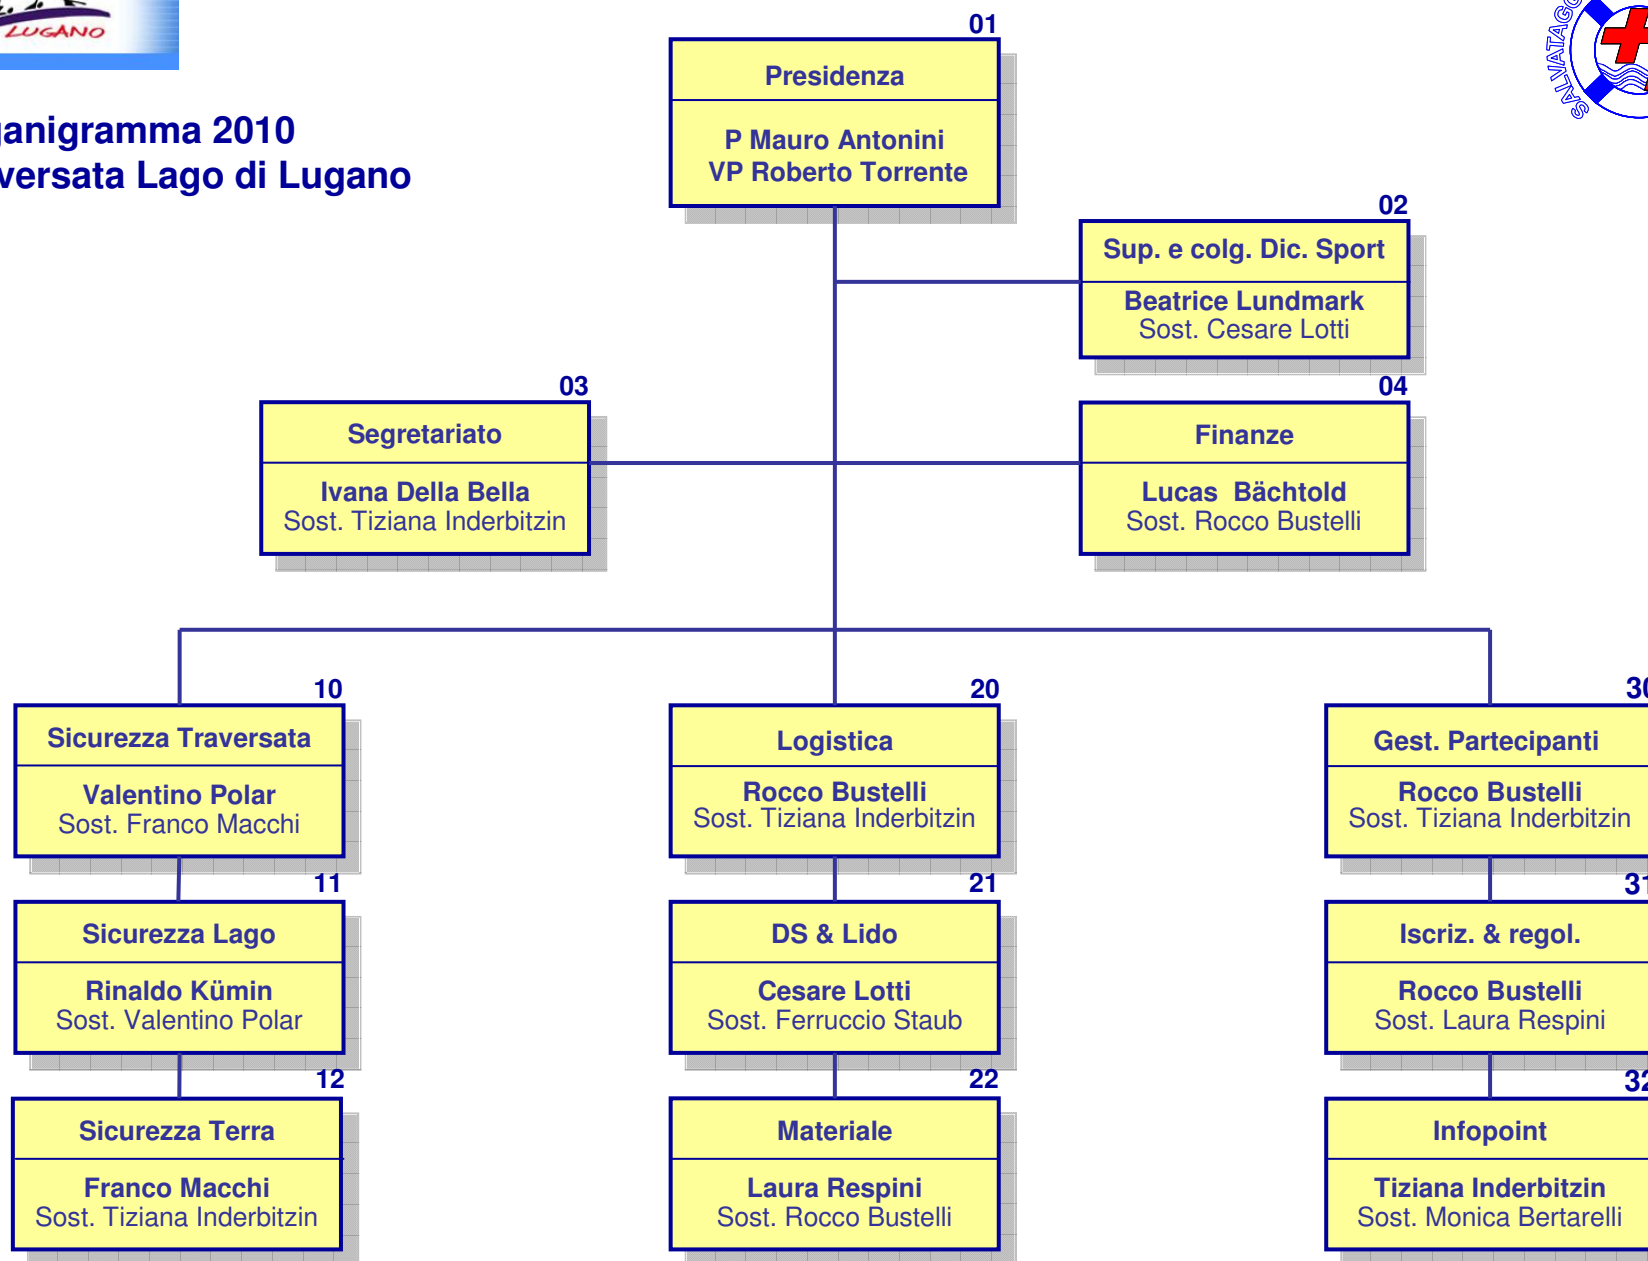 LUGANO
SALVATAGG
ganigramma 2010
versata Lago di Lugano
01
Presidenza
P Mauro Antonini
VP Roberto Torrente
02
Sup. e colg. Dic. Sport
Beatrice Lundmark
Sost. Cesare Lotti
03
Segretariato
Ivana Della Bella
Sost. Tiziana Inderbitzin
04
Finanze
Lucas  Bächtold
Sost. Rocco Bustelli
10
Sicurezza Traversata
Valentino Polar
Sost. Franco Macchi
20
Logistica
Rocco Bustelli
Sost. Tiziana Inderbitzin
30
Gest. Partecipanti
Rocco Bustelli
Sost. Tiziana Inderbitzin
11
Sicurezza Lago
Rinaldo Kümin
Sost. Valentino Polar
21
DS & Lido
Cesare Lotti
Sost. Ferruccio Staub
31
Iscriz. & regol.
Rocco Bustelli
Sost. Laura Respini
12
Sicurezza Terra
Franco Macchi
Sost. Tiziana Inderbitzin
22
Materiale
Laura Respini
Sost. Rocco Bustelli
32
Infopoint
Tiziana Inderbitzin
Sost. Monica Bertarelli